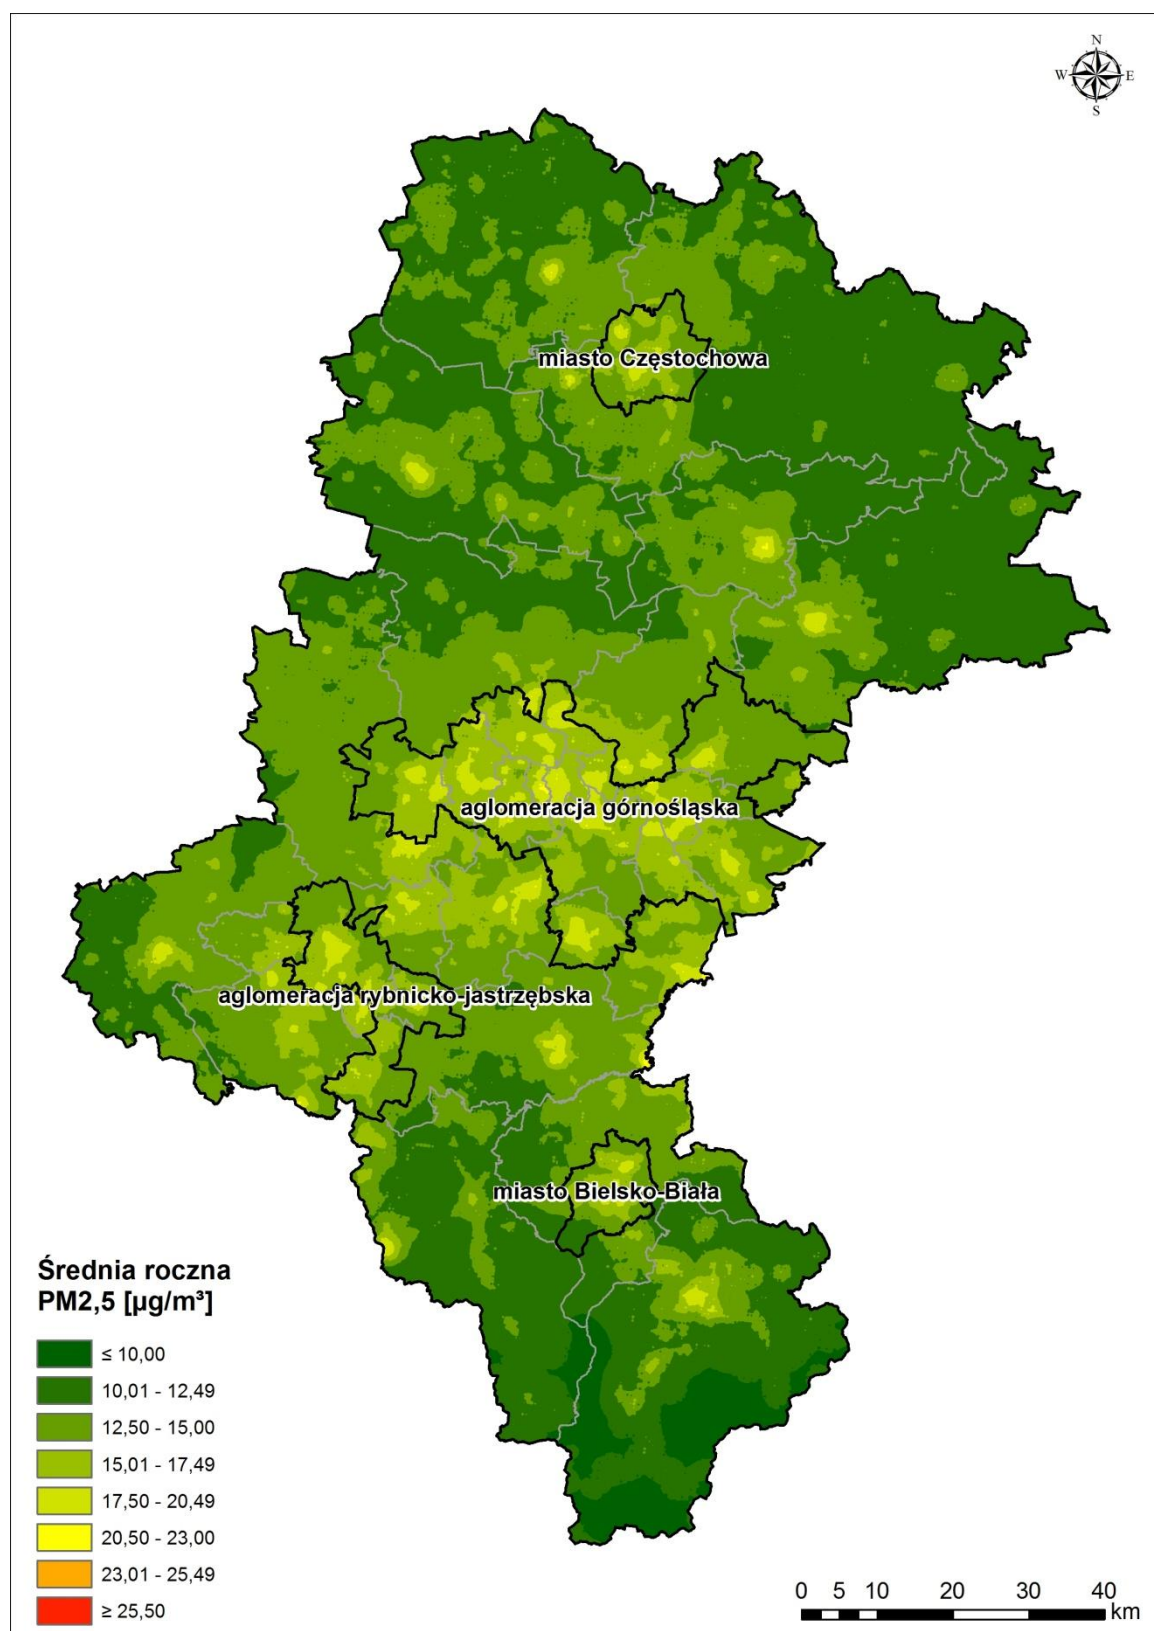 N
W E
S
miasto Częstochowa
aglomeracja górnośląska
aglomeracja rybnicko-jastrzębska
miasto Bielsko-Biała
Średnia roczna
PM2,5 [µg/m³]
≤ 10,00
10,01 - 12,49
12,50 - 15,00
15,01 - 17,49
17,50 - 20,49
20,50 - 23,00
23,01 - 25,49
≥ 25,50
0 5 10 20 30 40
km